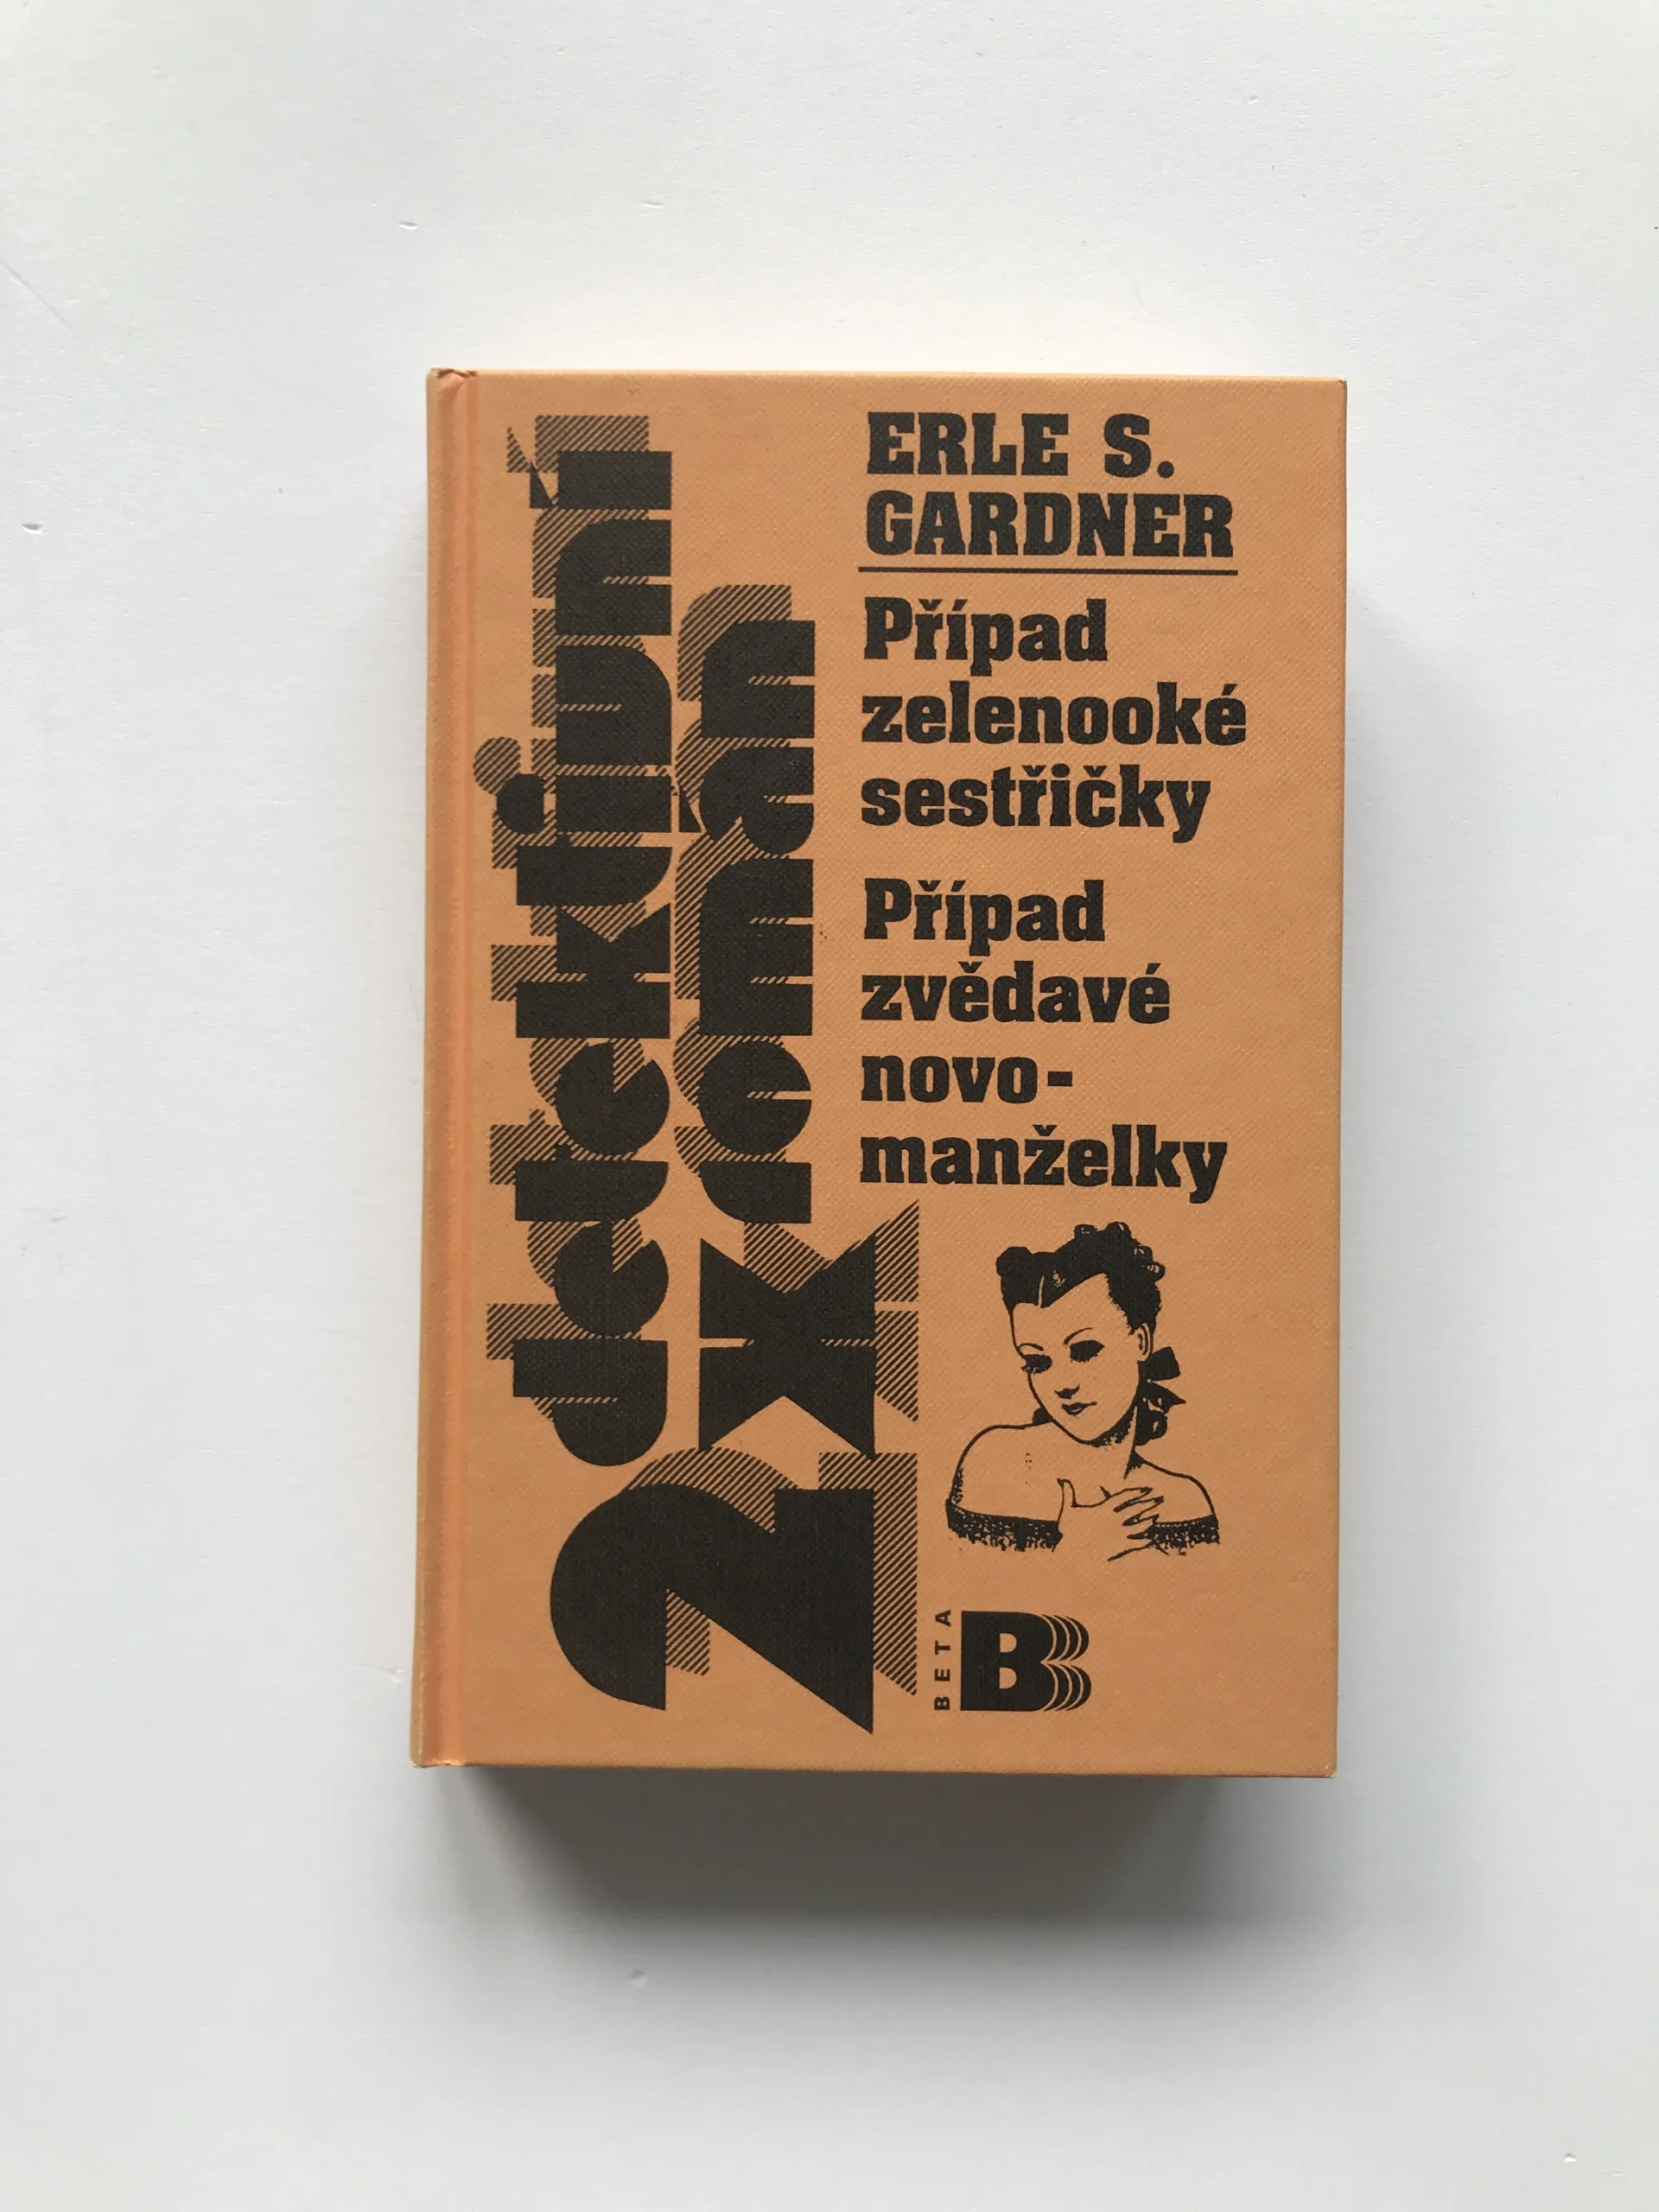 ERLE S.
GARDNER
Případ
zelenooké
sestřičky
Případ
zvědavé
novo-
manželky
2x detektivní
román
BETA
B